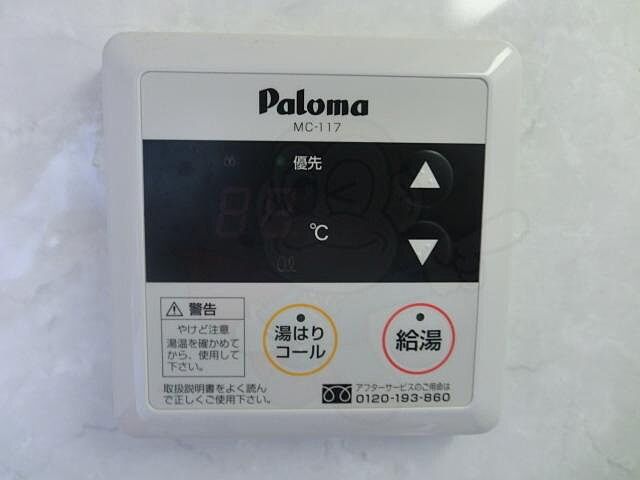 Paloma
MC-117
優先
88
℃
⚠警告
やけど注意
湯温を確かめて
から、使用して
下さい。
取扱説明書をよく読ん
で正しくご使用下さい。
湯はり
コール
給湯
アフターサービスのご用命は
0120-193-860